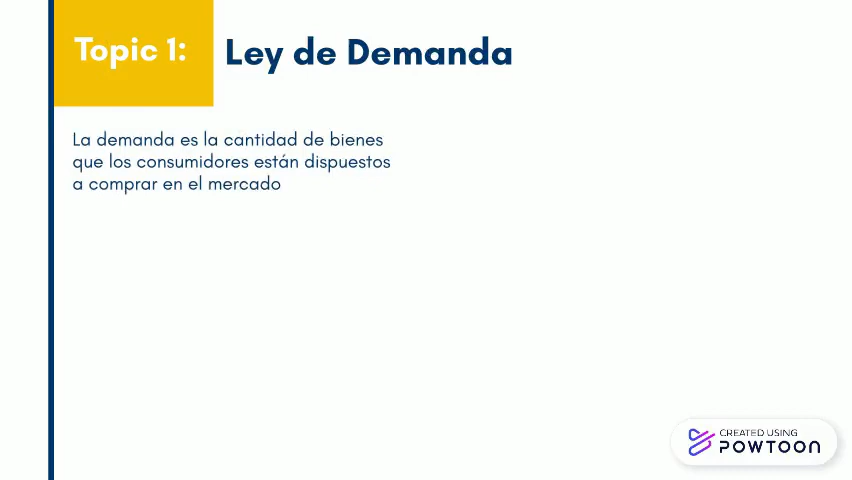 Topic 1:
Ley de Demanda
La demanda es la cantidad de bienes
que los consumidores están dispuestos
a comprar en el mercado
CREATED USING
POWTOON